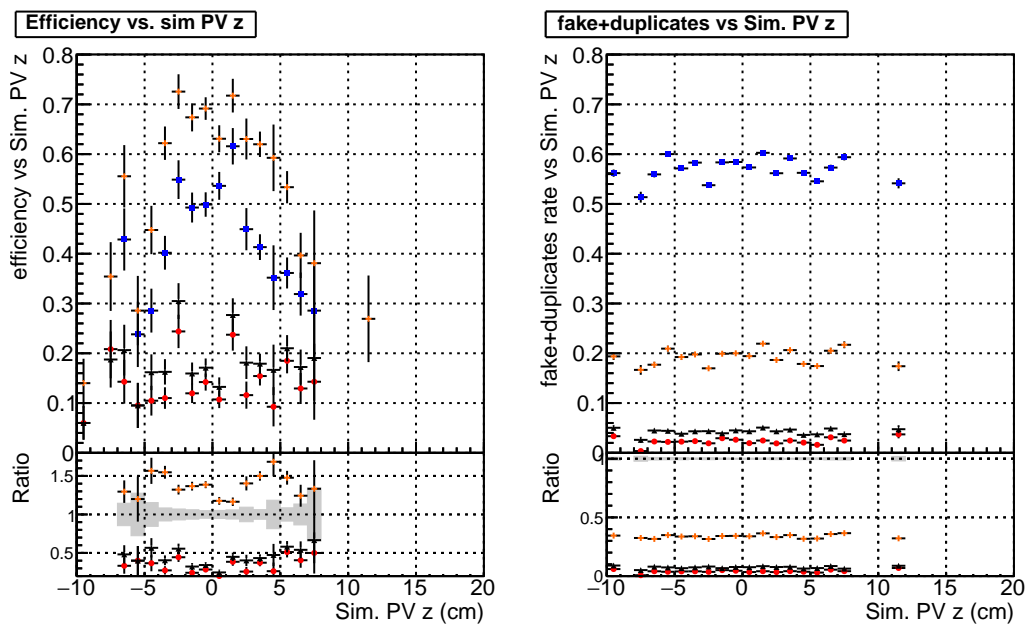 Efficiency vs. sim PV z
efficiency vs Sim. PV z
0.8
0.7
0.6
0.5
0.4
0.3
0.2
0.1
0
Ratio
1.5
1
0.5
−10 −5 0 5 10 15 20
Sim. PV z (cm)
fake+duplicates vs Sim. PV z
fake+duplicates rate vs Sim. PV z
0.8
0.7
0.6
0.5
0.4
0.3
0.2
0.1
0
Ratio
1
0.5
0
−10 −5 0 5 10 15 20
Sim. PV z (cm)